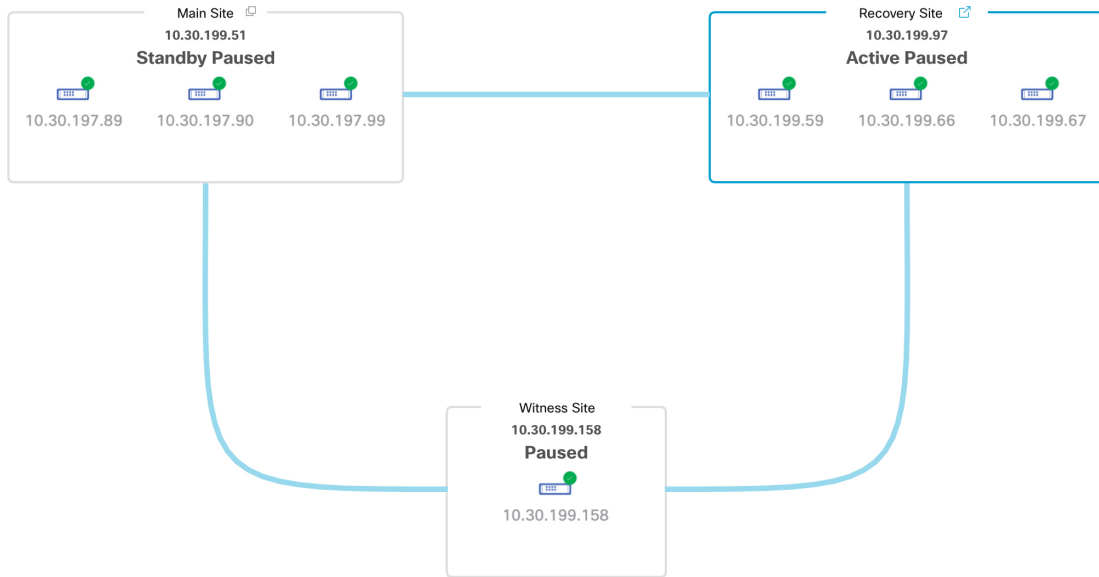 Main Site
10.30.199.51
Standby Paused
10.30.197.89
10.30.197.90
10.30.197.99
Recovery Site
10.30.199.97
Active Paused
10.30.199.59
10.30.199.66
10.30.199.67
Witness Site
10.30.199.158
Paused
10.30.199.158